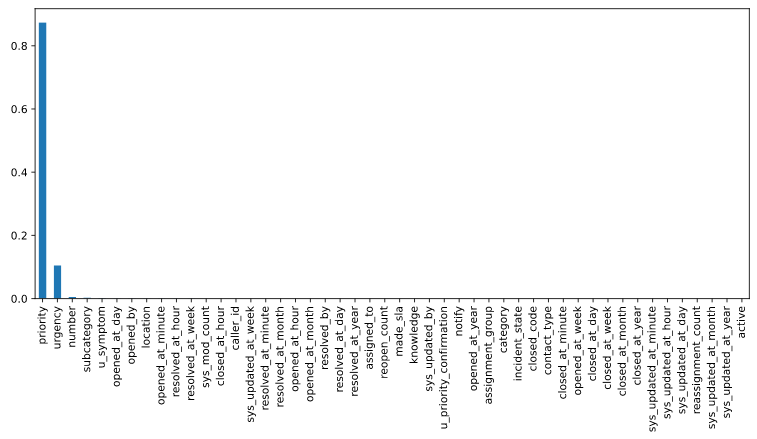 0.8
0.6
0.4
0.2
0.0
priority
urgency
number
subcategory
u_symptom
opened_at_day
opened_by
location
opened_at_minute
resolved_at_hour
resolved_at_week
sys_mod_count
closed_at_hour
caller_id
sys_updated_at_week
resolved_at_minute
resolved_at_month
opened_at_hour
opened_at_month
resolved_by
resolved_at_day
resolved_at_year
assigned_to
reopen_count
made_sla
knowledge
sys_updated_by
u_priority_confirmation
notify
opened_at_year
assignment_group
category
incident_state
closed_code
contact_type
closed_at_minute
opened_at_week
closed_at_day
closed_at_week
closed_at_month
closed_at_year
sys_updated_at_minute
sys_updated_at_hour
sys_updated_at_day
reassignment_count
sys_updated_at_month
sys_updated_at_year
active